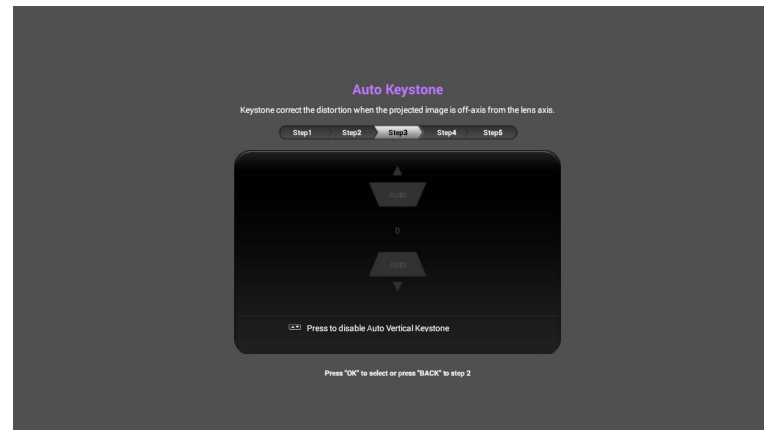 Auto Keystone
Keystone correct the distortion when the projected image is off-axis from the lens axis.
Step1 Step2 Step3 Step4 Step5
Auto
0
Auto
Press to disable Auto Vertical Keystone
Press "OK" to select or press "BACK" to step 2